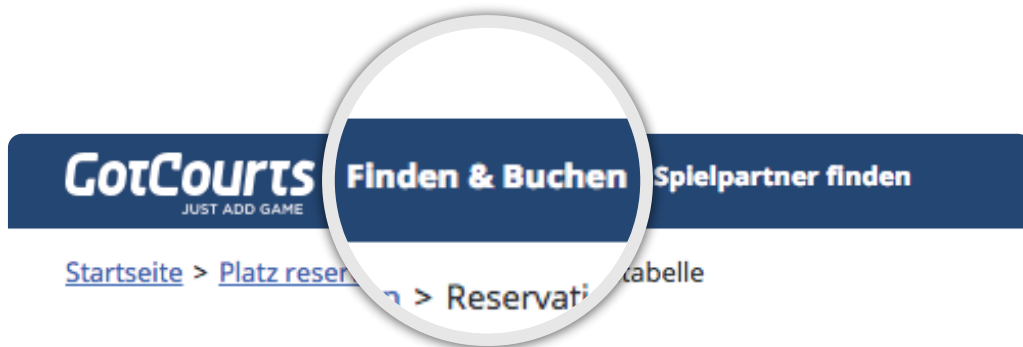 GotCourts
JUST ADD GAME
Finden & Buchen
Spielpartner finden
Startseite > Platz reser n > Reservati tabelle